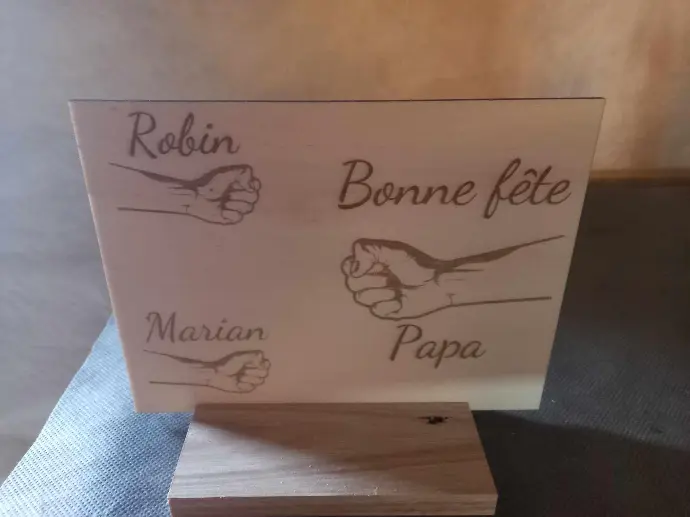 Robin
Marian
Bonne fête
Papa